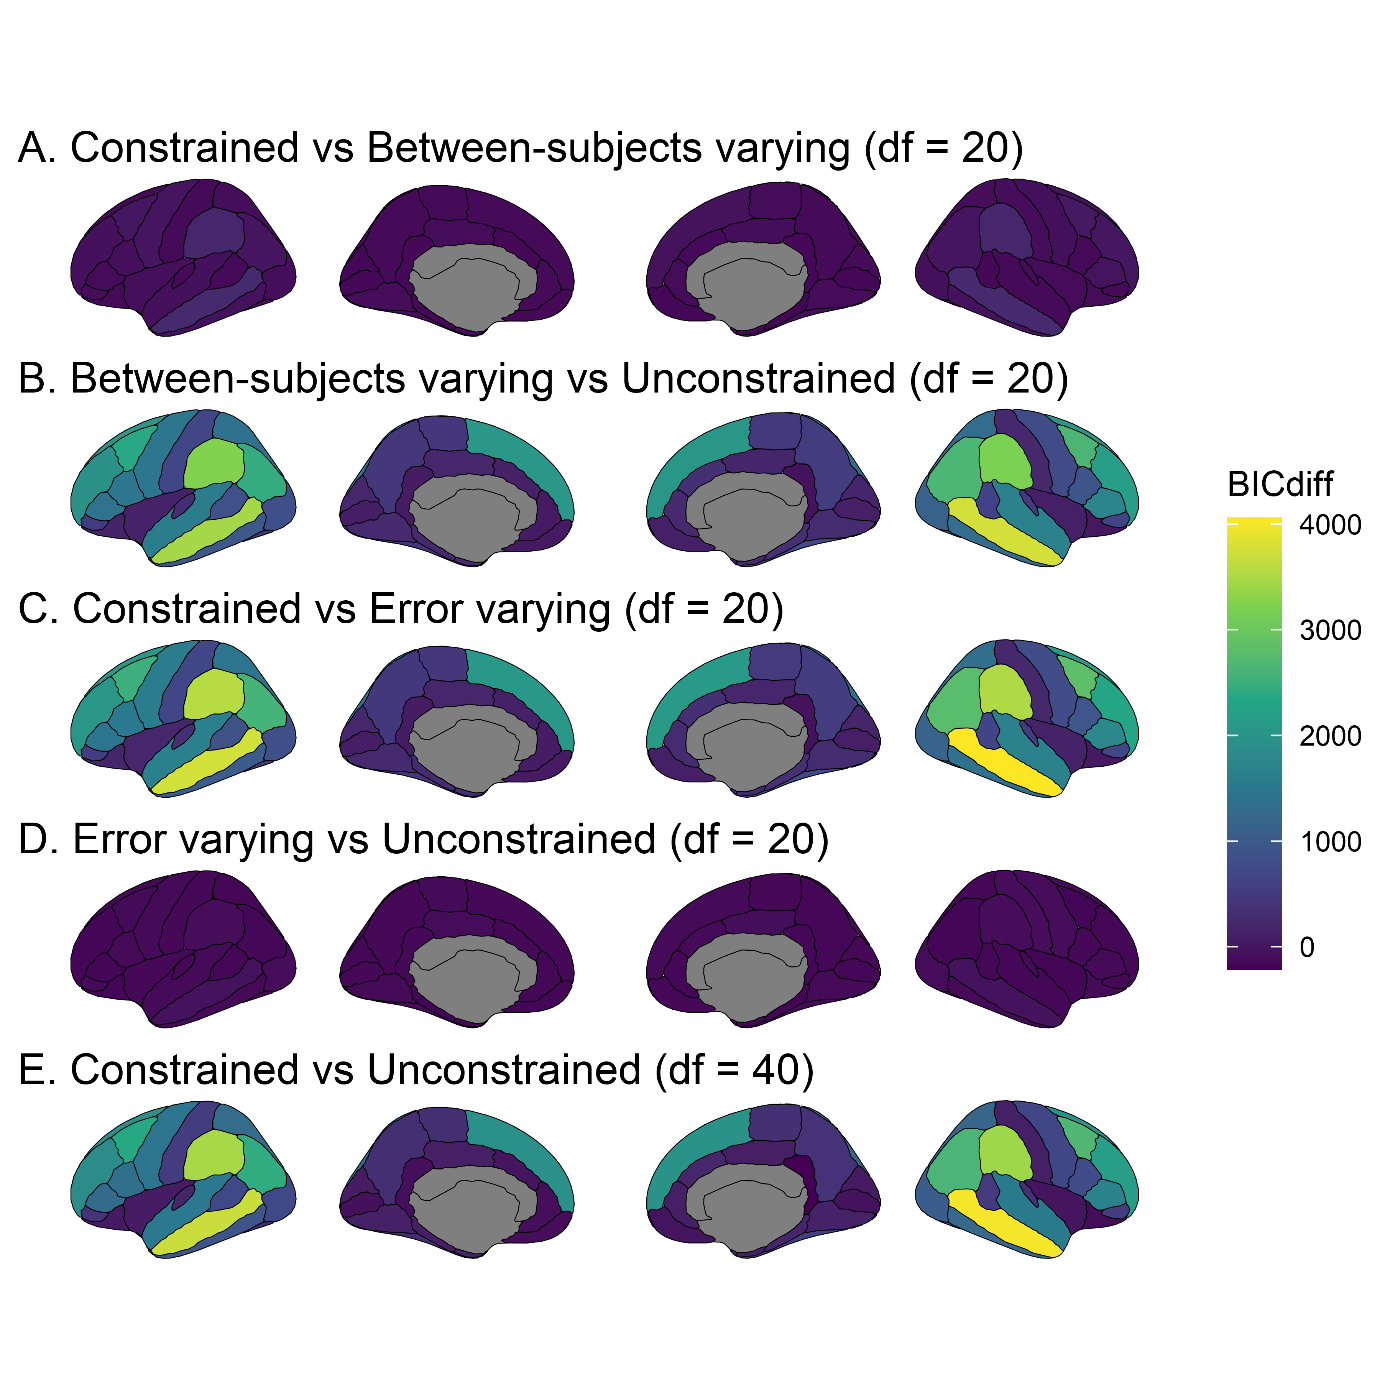 A. Constrained vs Between-subjects varying (df = 20)
B. Between-subjects varying vs Unconstrained (df = 20)
C. Constrained vs Error varying (df = 20)
D. Error varying vs Unconstrained (df = 20)
E. Constrained vs Unconstrained (df = 40)
BICdiff
4000
3000
2000
1000
0